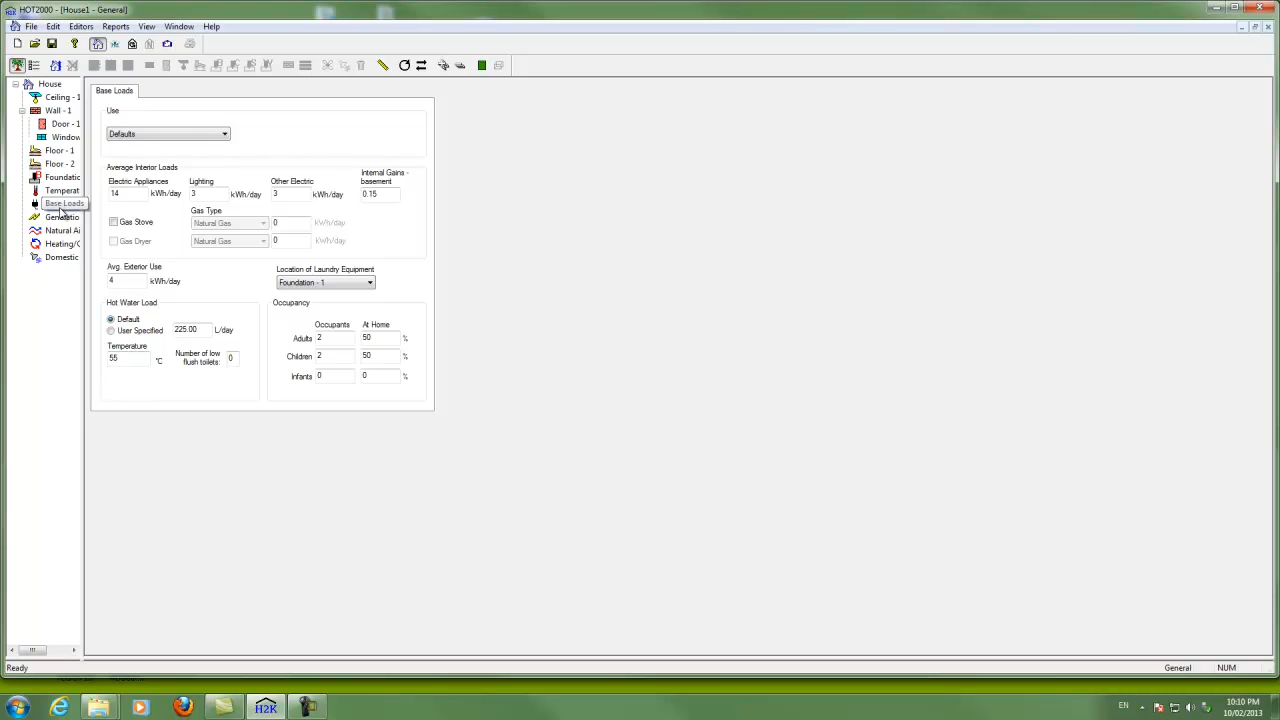 HOT2000 - [House1 - General]
File Edit Editors Reports View Window Help
House
Ceiling - 1
Wall - 1
Door - 1
Window
Floor - 1
Floor - 2
Foundatic
Temperat
Base Loads
Generatio
Natural Ai
Heating/C
Domestic
Base Loads
Use
Defaults
Average Interior Loads
Electric Appliances Lighting Other Electric Internal Gains - basement
14 kWh/day 3 kWh/day 3 kWh/day 0.15
Gas Type
Gas Stove Natural Gas 0 kWh/day
Gas Dryer Natural Gas 0 kWh/day
Avg. Exterior Use
4 kWh/day
Location of Laundry Equipment
Foundation - 1
Hot Water Load
Default
User Specified 225.00 L/day
Temperature
55 °C
Number of low flush toilets: 0
Occupancy
Occupants At Home
Adults 2 50 %
Children 2 50 %
Infants 0 0 %
Ready General NUM
H2K
EN
10:10 PM
10/02/2013